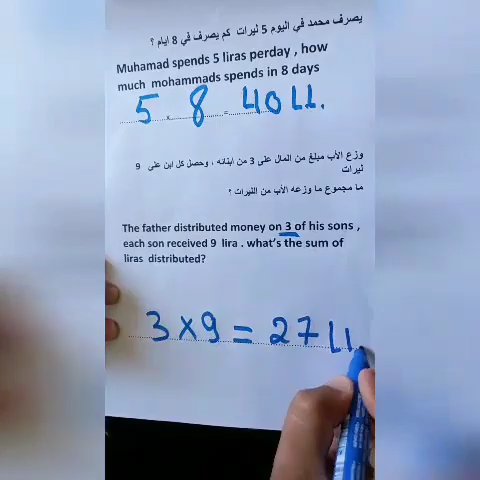 يصرف محمد في اليوم 5 ليرات كم يصرف في 8 ايام ؟
Muhamad spends 5 liras perday , how
much mohammads spends in 8 days
5 x 8 = 40 LL.
وزع الأب مبلغ من المال على 3 من ابنائه ، وحصل كل ابن على 9
ليرات
ما مجموع ما وزعه الأب من الليرات ؟
The father distributed money on 3 of his sons ,
each son received 9 lira . what's the sum of
liras distributed?
3 x 9 = 27 LL